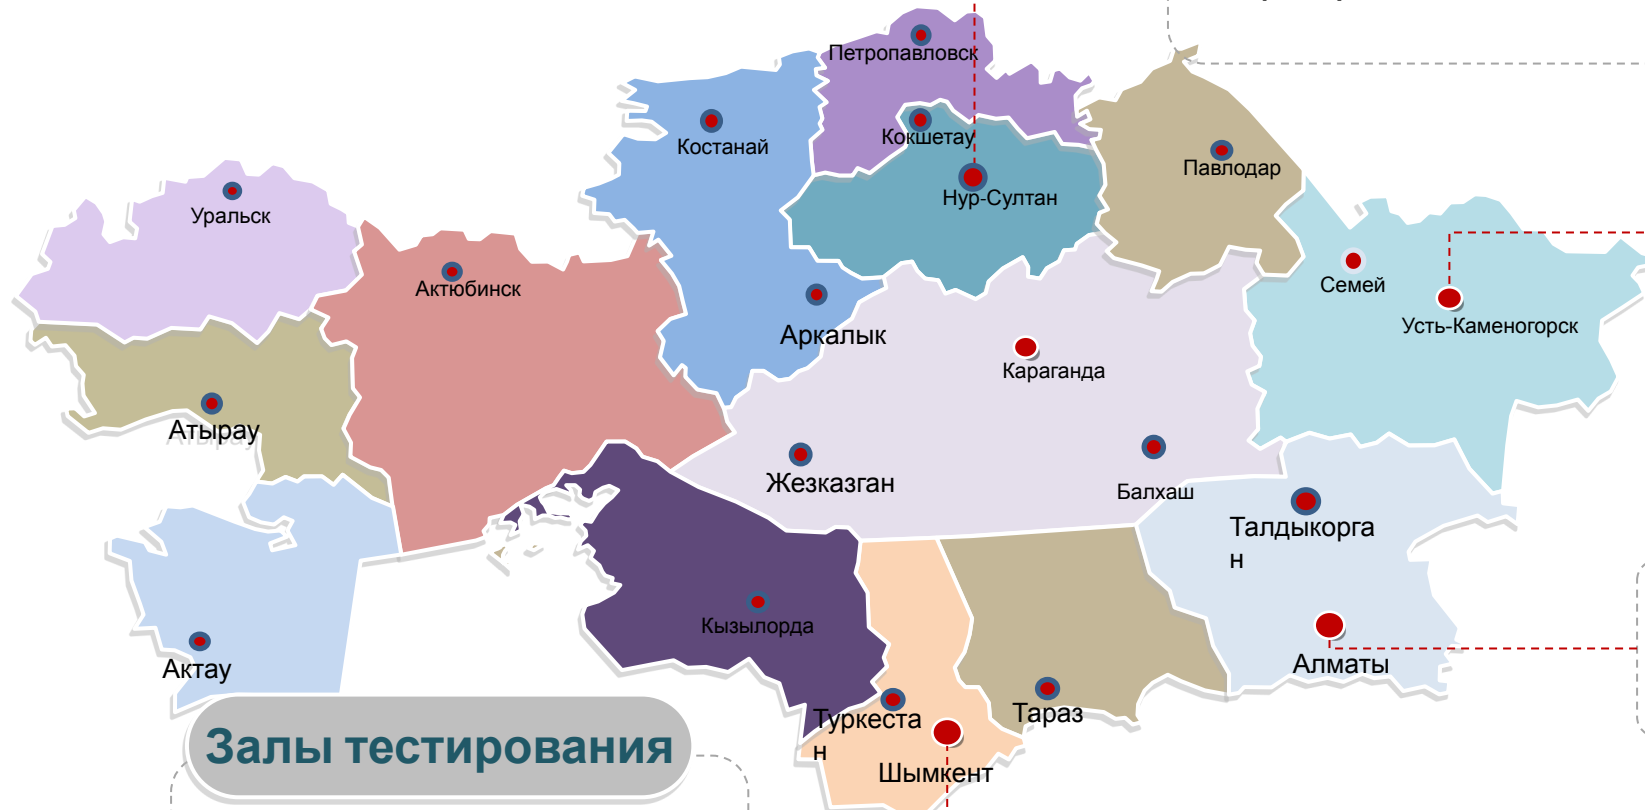 Петропавловск
Кокшетау
Костанай
Павлодар
Нур-Султан
Уральск
Актюбинск
Семей
Усть-Каменогорск
Аркалык
Караганда
Атырау
Жезказган
Балхаш
Талдыкорга
н
Кызылорда
Актау
Алматы
Туркеста
н
Тараз
Шымкент
Залы тестирования